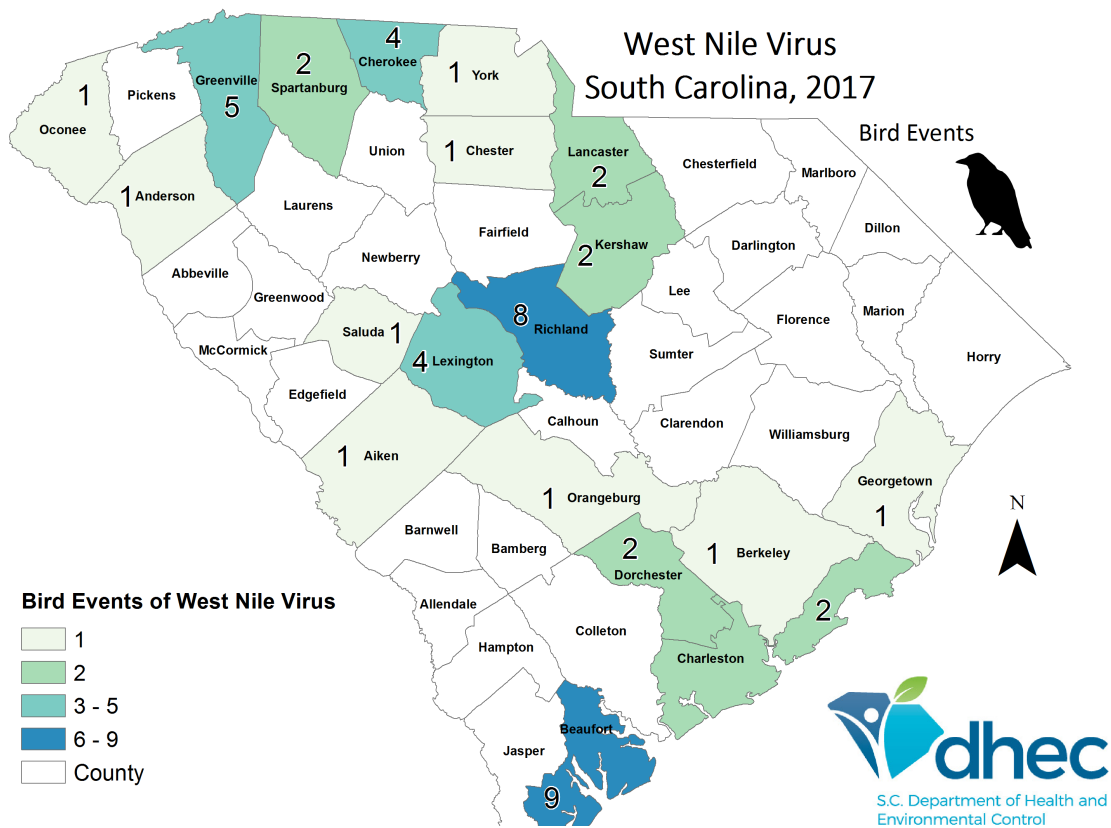 West Nile Virus
South Carolina, 2017
Bird Events
4
Cherokee
2
Spartanburg
Greenville
5
1 York
1
Oconee
Pickens
Union
1 Chester
Lancaster
2
Chesterfield
Marlboro
1 Anderson
Laurens
Fairfield
2 Kershaw
Darlington
Dillon
Abbeville
Newberry
Greenwood
Lee
8
Richland
Florence
Marion
Saluda 1
McCormick
4 Lexington
Sumter
Horry
Edgefield
Calhoun
Clarendon
Williamsburg
1 Aiken
Georgetown
1
1 Orangeburg
N
Barnwell
Bamberg
2
Dorchester
1 Berkeley
Allendale
Colleton
2
Hampton
Charleston
Beaufort
Jasper
9
Bird Events of West Nile Virus
1
2
3 - 5
6 - 9
County
dhec
S.C. Department of Health and
Environmental Control